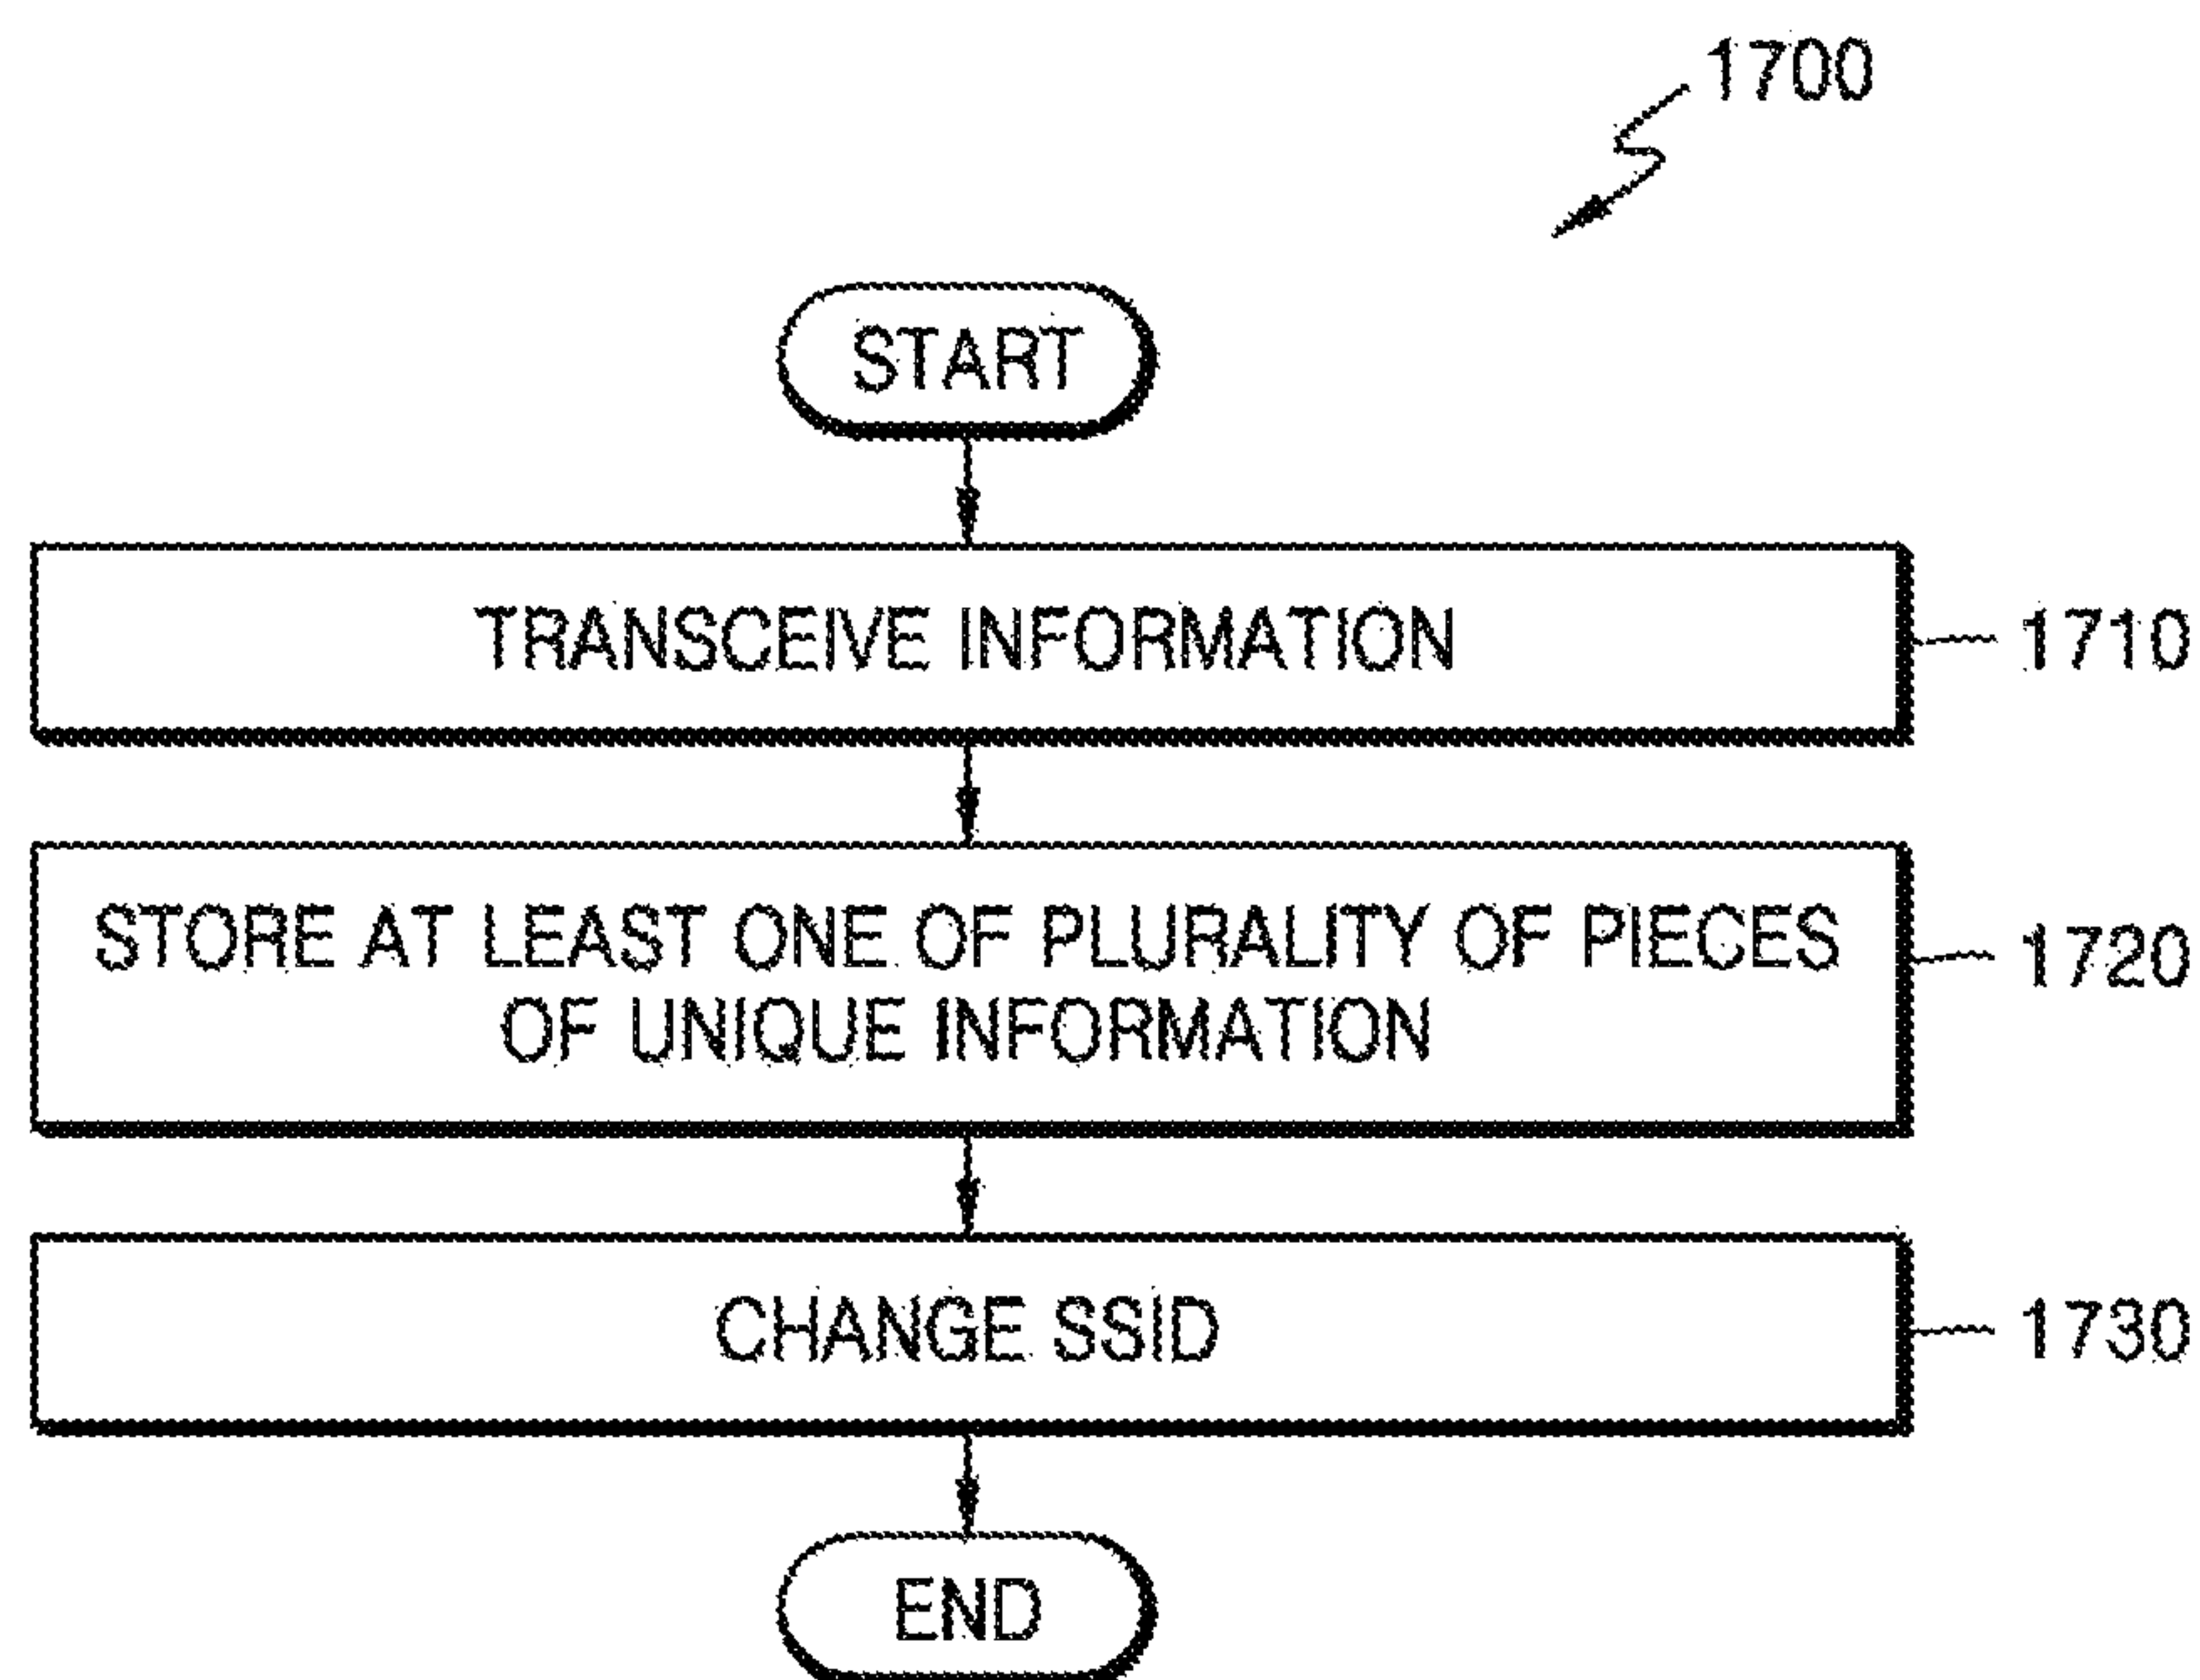 1700
START
TRANSCEIVE INFORMATION
1710
STORE AT LEAST ONE OF PLURALITY OF PIECES
OF UNIQUE INFORMATION
1720
CHANGE SSID
1730
END